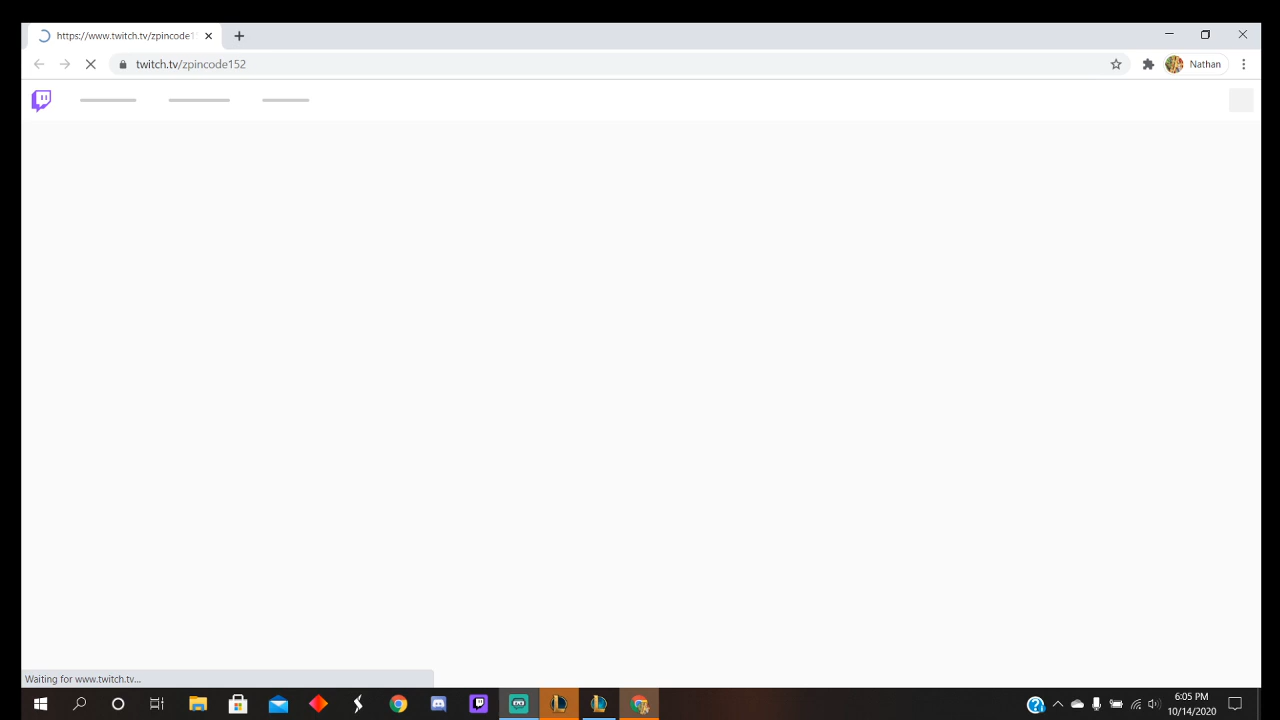 https://www.twitch.tv/zpincode1
twitch.tv/zpincode152
Nathan
Waiting for www.twitch.tv...
6:05 PM
10/14/2020